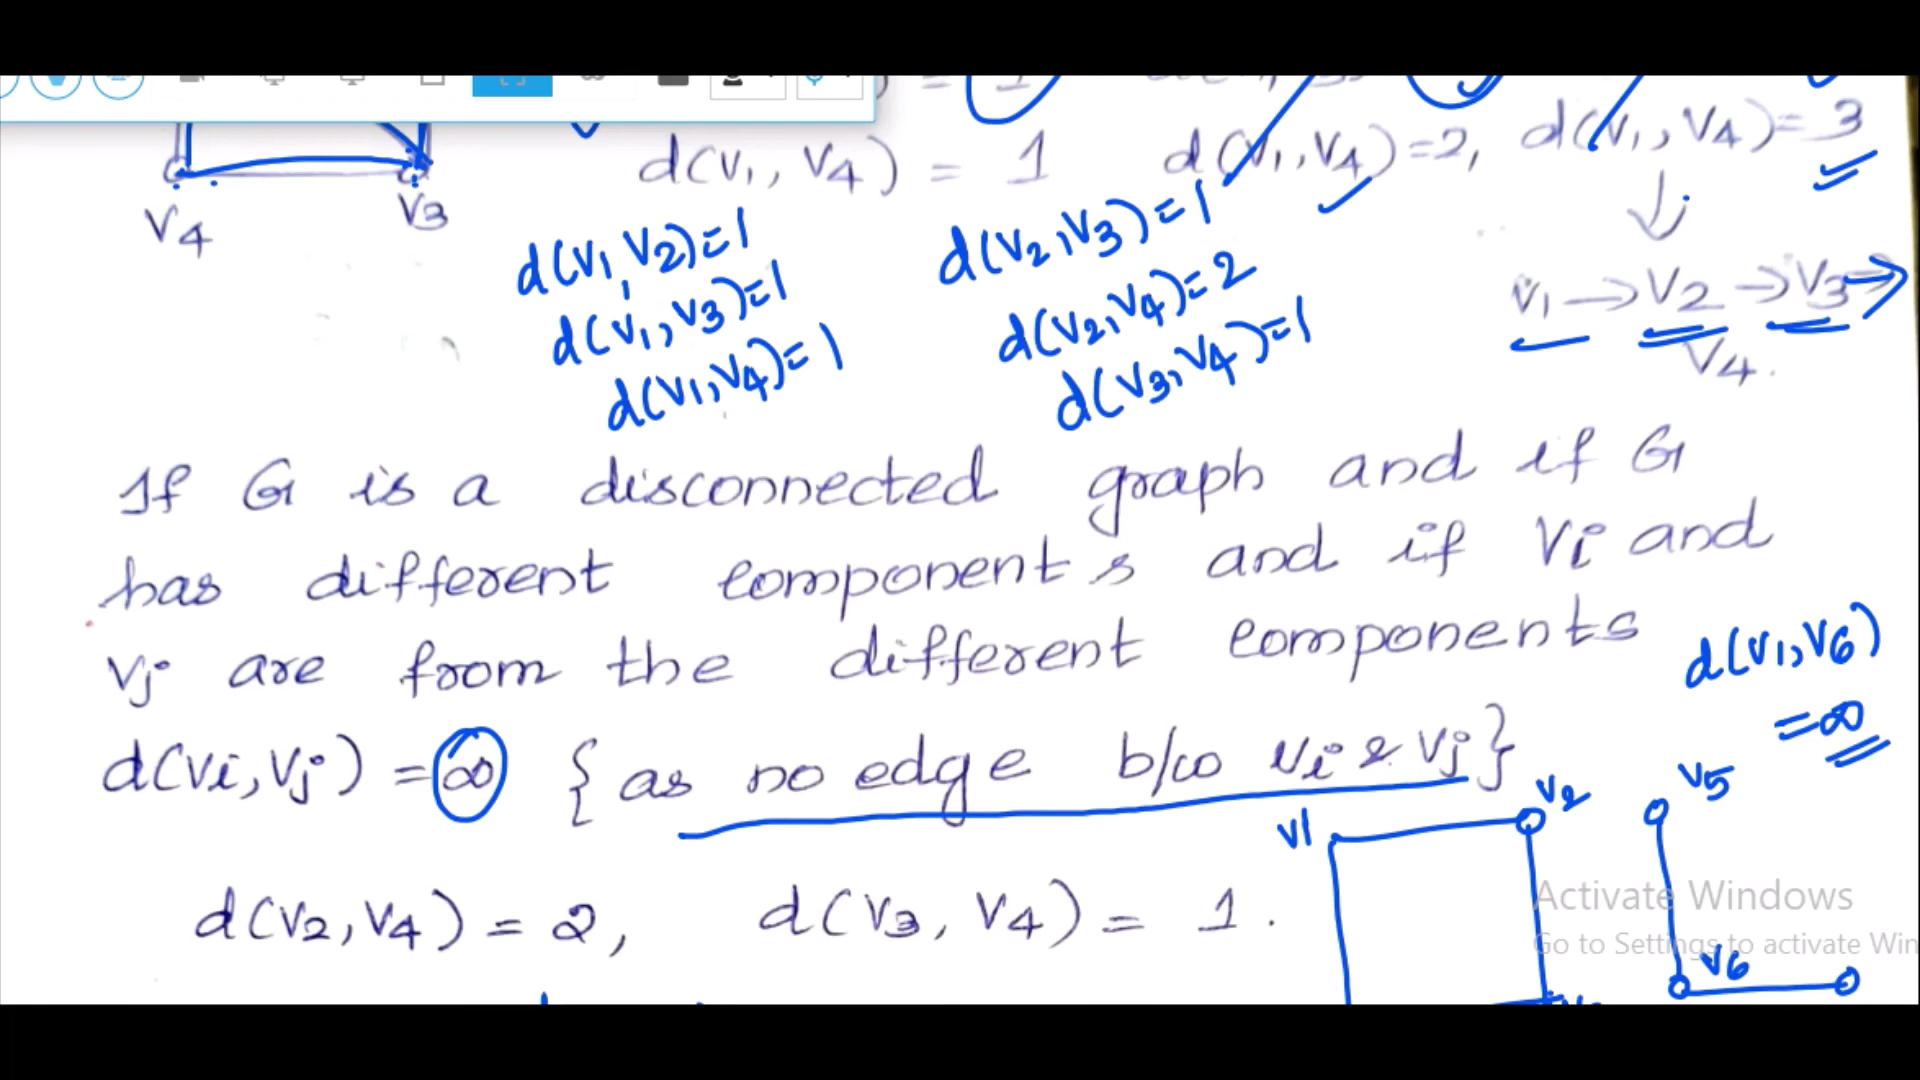 d(v1, v4) = 1 d(v1, v4)=2, d(v1, v4)= 3
v4 v3
d(v1, v2)=1 d(v2, v3)=1
d(v1, v3)=1 d(v2, v4)=2
d(v1, v4)=1 d(v3, v4)=1
v1 → v2 → v3 →
v4.
If G is a disconnected graph and if G
has different components and if vi and
vj are from the different components
d(vi, vj) = ∞ { as no edge b/w vi & vj}
d(v1, v6)
= ∞
v1 v2 v5
d(v2, v4) = 2, d(v3, v4) = 1.
v6
Activate Windows
Go to Settings to activate Win